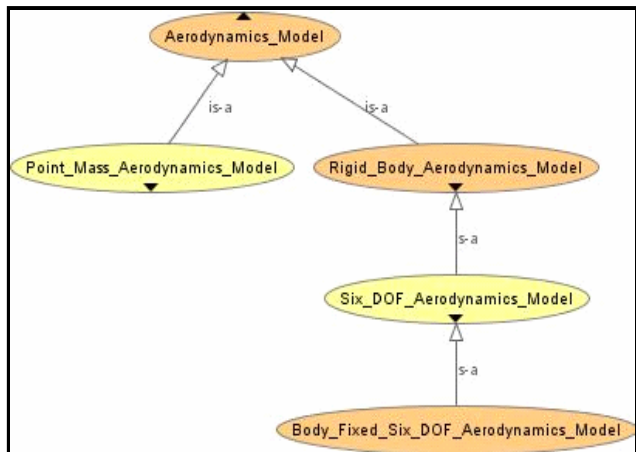 Aerodynamics_Model
is-a
is-a
Point_Mass_Aerodynamics_Model
Rigid_Body_Aerodynamics_Model
s-a
Six_DOF_Aerodynamics_Model
s-a
Body_Fixed_Six_DOF_Aerodynamics_Model